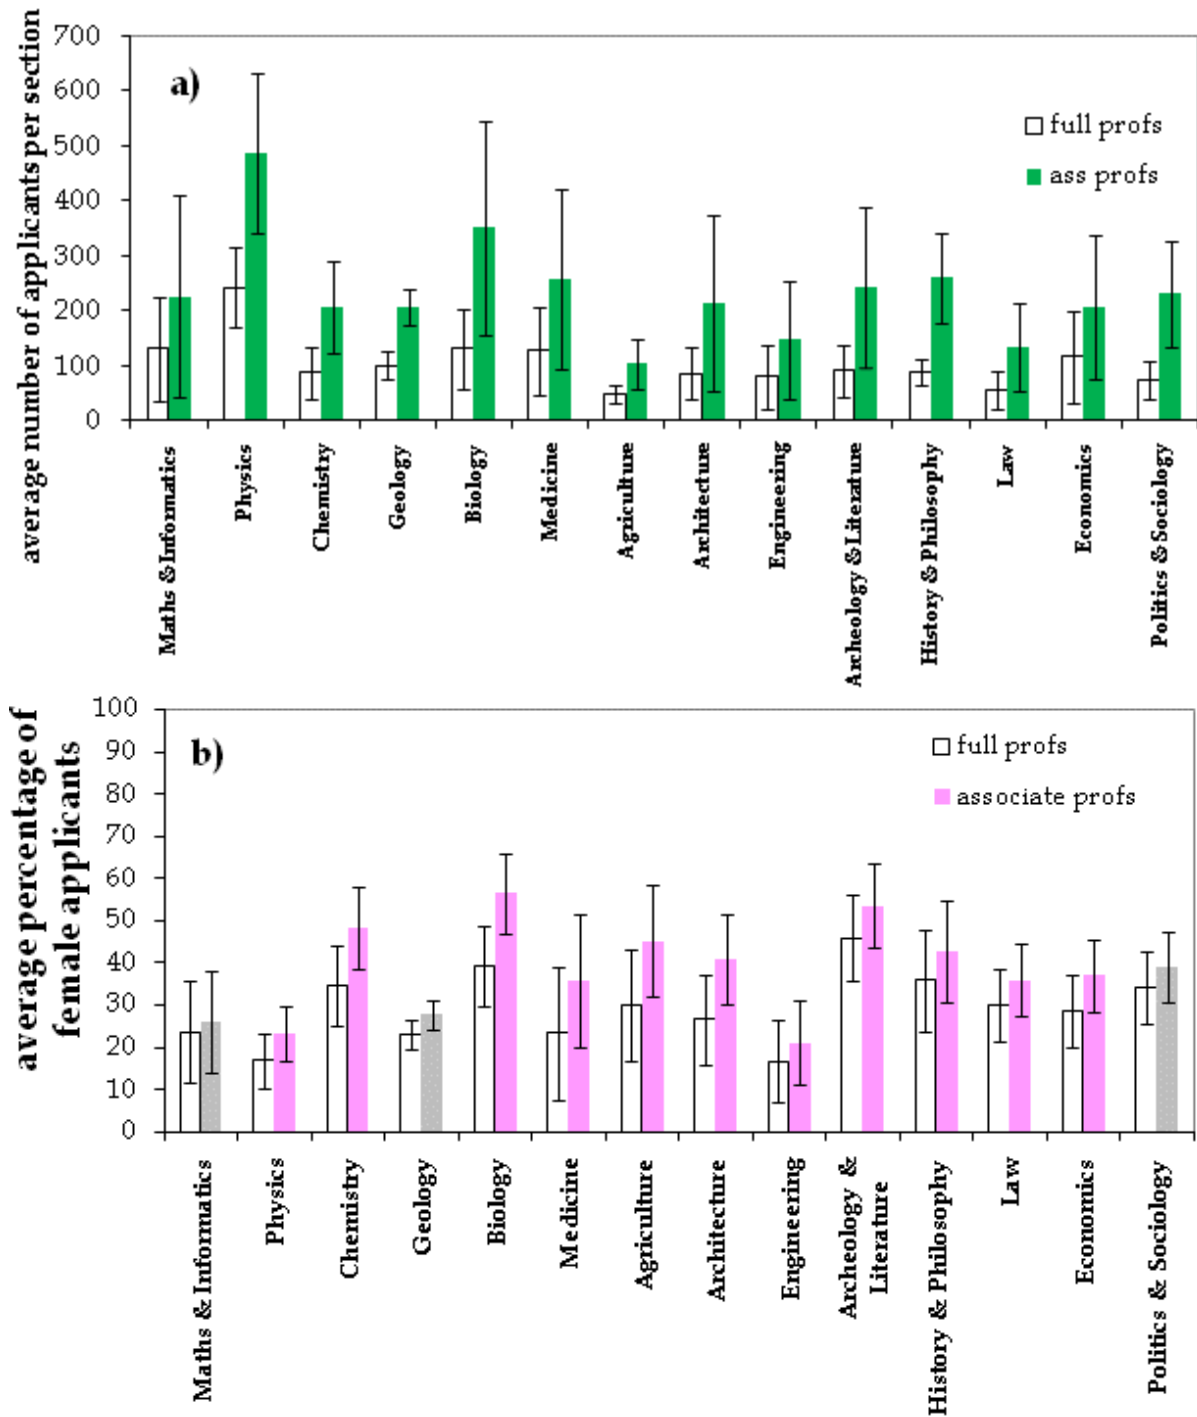 average number of applicants per section
700
600
500
400
300
200
100
0
a)
full profs
ass profs
Maths & Informatics
Physics
Chemistry
Geology
Biology
Medicine
Agriculture
Architecture
Engineering
Archeology & Literature
History & Philosophy
Law
Economics
Politics & Sociology
average percentage of
female applicants
100
90
80
70
60
50
40
30
20
10
0
b)
full profs
associate profs
Maths & Informatics
Physics
Chemistry
Geology
Biology
Medicine
Agriculture
Architecture
Engineering
Archeology &
Literature
History & Philosophy
Law
Economics
Politics & Sociology